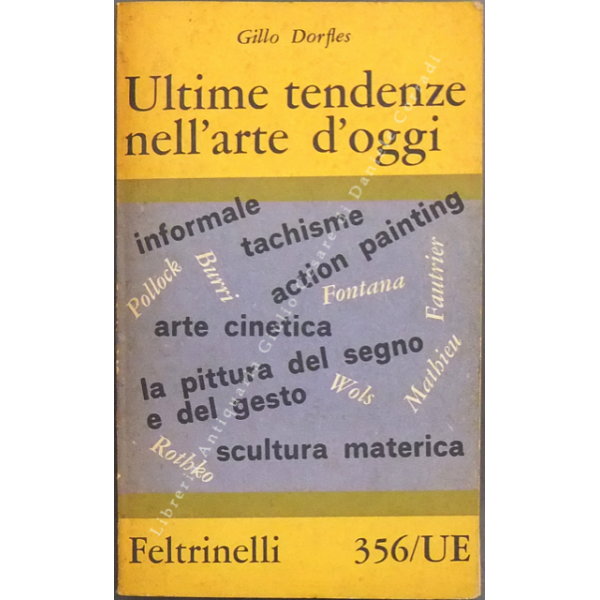 Gillo Dorfles
Ultime tendenze
nell'arte d'oggi
informale
tachisme
action painting
Pollock
Burri
Fontana
Fautrier
arte cinetica
la pittura del segno
e del gesto
Wols
Mathieu
Rothko
scultura materica
Feltrinelli 356/UE